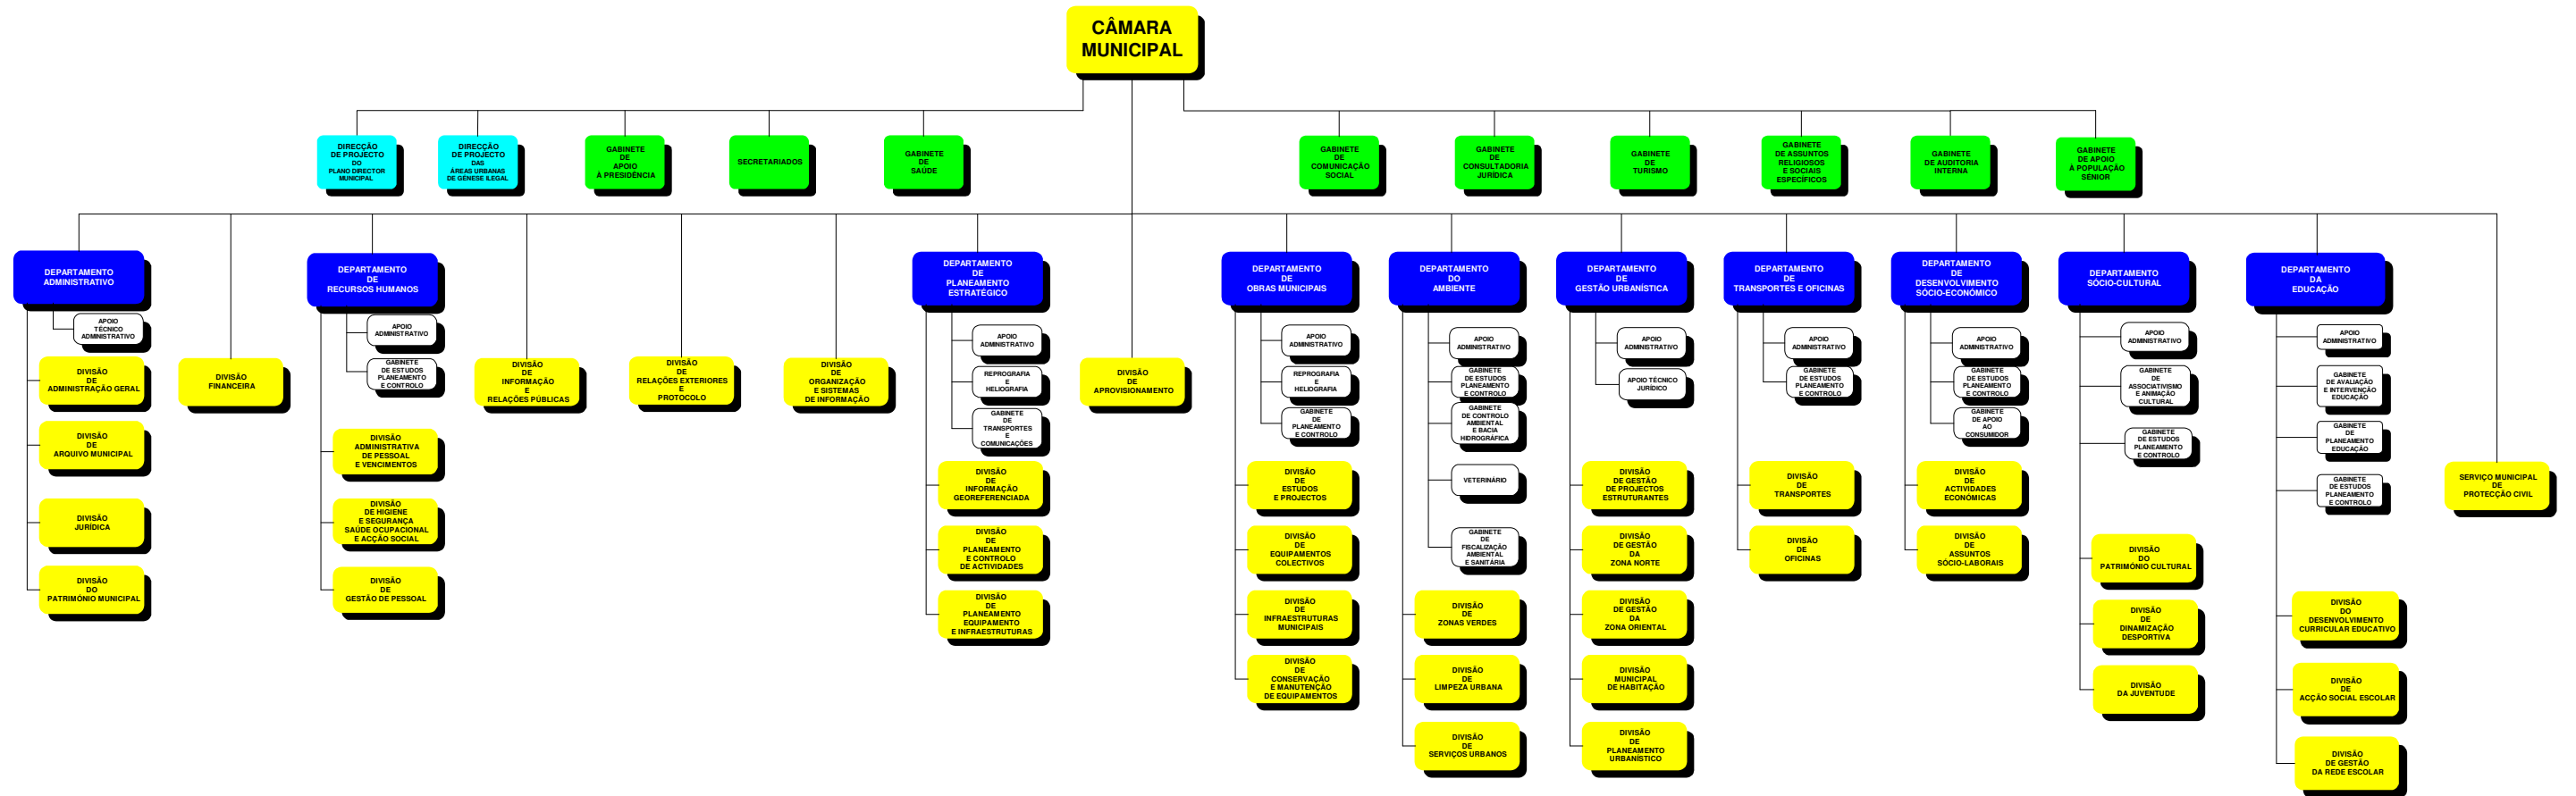 CÂMARA
MUNICIPAL
DIRECÇÃO
DE PROJECTO
DO
PLANO DIRECTOR
MUNICIPAL
DIRECÇÃO
DE PROJECTO
DAS
ÁREAS URBANAS
DE GÉNESE ILEGAL
GABINETE
DE
APOIO
À PRESIDÊNCIA
SECRETARIADOS
GABINETE
DE
SAÚDE
GABINETE
DE
COMUNICAÇÃO
SOCIAL
GABINETE
DE
CONSULTADORIA
JURÍDICA
GABINETE
DE
TURISMO
GABINETE
DE ASSUNTOS
RELIGIOSOS
E SOCIAIS
ESPECÍFICOS
GABINETE
DE AUDITORIA
INTERNA
GABINETE
DE APOIO
À POPULAÇÃO
SÉNIOR
DEPARTAMENTO
ADMINISTRATIVO
APOIO
TÉCNICO
ADMINISTRATIVO
DIVISÃO
DE
ADMINISTRAÇÃO GERAL
DIVISÃO
DE
ARQUIVO MUNICIPAL
DIVISÃO
JURÍDICA
DIVISÃO
DO
PATRIMÓNIO MUNICIPAL
DIVISÃO
FINANCEIRA
DEPARTAMENTO
DE
RECURSOS HUMANOS
APOIO
ADMINISTRATIVO
GABINETE
DE ESTUDOS
PLANEAMENTO
E CONTROLO
DIVISÃO
ADMINISTRATIVA
DE PESSOAL
E VENCIMENTOS
DIVISÃO
DE HIGIENE
E SEGURANÇA
SAÚDE OCUPACIONAL
E ACÇÃO SOCIAL
DIVISÃO
DE
GESTÃO DE PESSOAL
DIVISÃO
DE
INFORMAÇÃO
E
RELAÇÕES PÚBLICAS
DIVISÃO
DE
RELAÇÕES EXTERIORES
E
PROTOCOLO
DIVISÃO
DE
ORGANIZAÇÃO
E SISTEMAS
DE INFORMAÇÃO
DEPARTAMENTO
DE
PLANEAMENTO
ESTRATÉGICO
APOIO
ADMINISTRATIVO
REPROGRAFIA
E
HELIOGRAFIA
GABINETE
DE
TRANSPORTES
E
COMUNICAÇÕES
DIVISÃO
DE
INFORMAÇÃO
GEOREFERENCIADA
DIVISÃO
DE
PLANEAMENTO
E CONTROLO
DE ACTIVIDADES
DIVISÃO
DE
PLANEAMENTO
EQUIPAMENTO
E INFRAESTRUTURAS
DIVISÃO
DE
APROVISIONAMENTO
DEPARTAMENTO
DE
OBRAS MUNICIPAIS
APOIO
ADMINISTRATIVO
REPROGRAFIA
E
HELIOGRAFIA
GABINETE
DE
PLANEAMENTO
E CONTROLO
DIVISÃO
DE
ESTUDOS
E PROJECTOS
DIVISÃO
DE
EQUIPAMENTOS
COLECTIVOS
DIVISÃO
DE
INFRAESTRUTURAS
MUNICIPAIS
DIVISÃO
DE
CONSERVAÇÃO
E MANUTENÇÃO
DE EQUIPAMENTOS
DEPARTAMENTO
DO
AMBIENTE
APOIO
ADMINISTRATIVO
GABINETE
DE ESTUDOS
PLANEAMENTO
E CONTROLO
GABINETE
DE CONTROLO
AMBIENTAL
E BACIA
HIDROGRÁFICA
VETERINÁRIO
GABINETE
DE
FISCALIZAÇÃO
AMBIENTAL
E SANITÁRIA
DIVISÃO
DE
ZONAS VERDES
DIVISÃO
DE
LIMPEZA URBANA
DIVISÃO
DE
SERVIÇOS URBANOS
DEPARTAMENTO
DE
GESTÃO URBANÍSTICA
APOIO
ADMINISTRATIVO
APOIO TÉCNICO
JURÍDICO
DIVISÃO
DE GESTÃO
DE PROJECTOS
ESTRUTURANTES
DIVISÃO
DE GESTÃO
DA
ZONA NORTE
DIVISÃO
DE GESTÃO
DA
ZONA ORIENTAL
DIVISÃO
MUNICIPAL
DE HABITAÇÃO
DIVISÃO
DE
PLANEAMENTO
URBANÍSTICO
DEPARTAMENTO
DE
TRANSPORTES E OFICINAS
APOIO
ADMINISTRATIVO
GABINETE
DE ESTUDOS
PLANEAMENTO
E CONTROLO
DIVISÃO
DE
TRANSPORTES
DIVISÃO
DE
OFICINAS
DEPARTAMENTO
DE
DESENVOLVIMENTO
SÓCIO-ECONÓMICO
APOIO
ADMINISTRATIVO
GABINETE
DE ESTUDOS
PLANEAMENTO
E CONTROLO
GABINETE
DE APOIO
AO
CONSUMIDOR
DIVISÃO
DE
ACTIVIDADES
ECONÓMICAS
DIVISÃO
DE
ASSUNTOS
SÓCIO-LABORAIS
DEPARTAMENTO
SÓCIO-CULTURAL
APOIO
ADMINISTRATIVO
GABINETE
DE
ASSOCIATIVISMO
E ANIMAÇÃO
CULTURAL
GABINETE
DE ESTUDOS
PLANEAMENTO
E CONTROLO
DIVISÃO
DO
PATRIMÓNIO CULTURAL
DIVISÃO
DE
DINAMIZAÇÃO
DESPORTIVA
DIVISÃO
DA JUVENTUDE
DEPARTAMENTO
DA
EDUCAÇÃO
APOIO
ADMINISTRATIVO
GABINETE
DE AVALIAÇÃO
E INTERVENÇÃO
EDUCAÇÃO
GABINETE
DE
PLANEAMENTO
EDUCAÇÃO
GABINETE
DE ESTUDOS
PLANEAMENTO
E CONTROLO
DIVISÃO
DO
DESENVOLVIMENTO
CURRICULAR EDUCATIVO
DIVISÃO
DE
ACÇÃO SOCIAL ESCOLAR
DIVISÃO
DE GESTÃO
DA REDE ESCOLAR
SERVIÇO MUNICIPAL
DE
PROTECÇÃO CIVIL